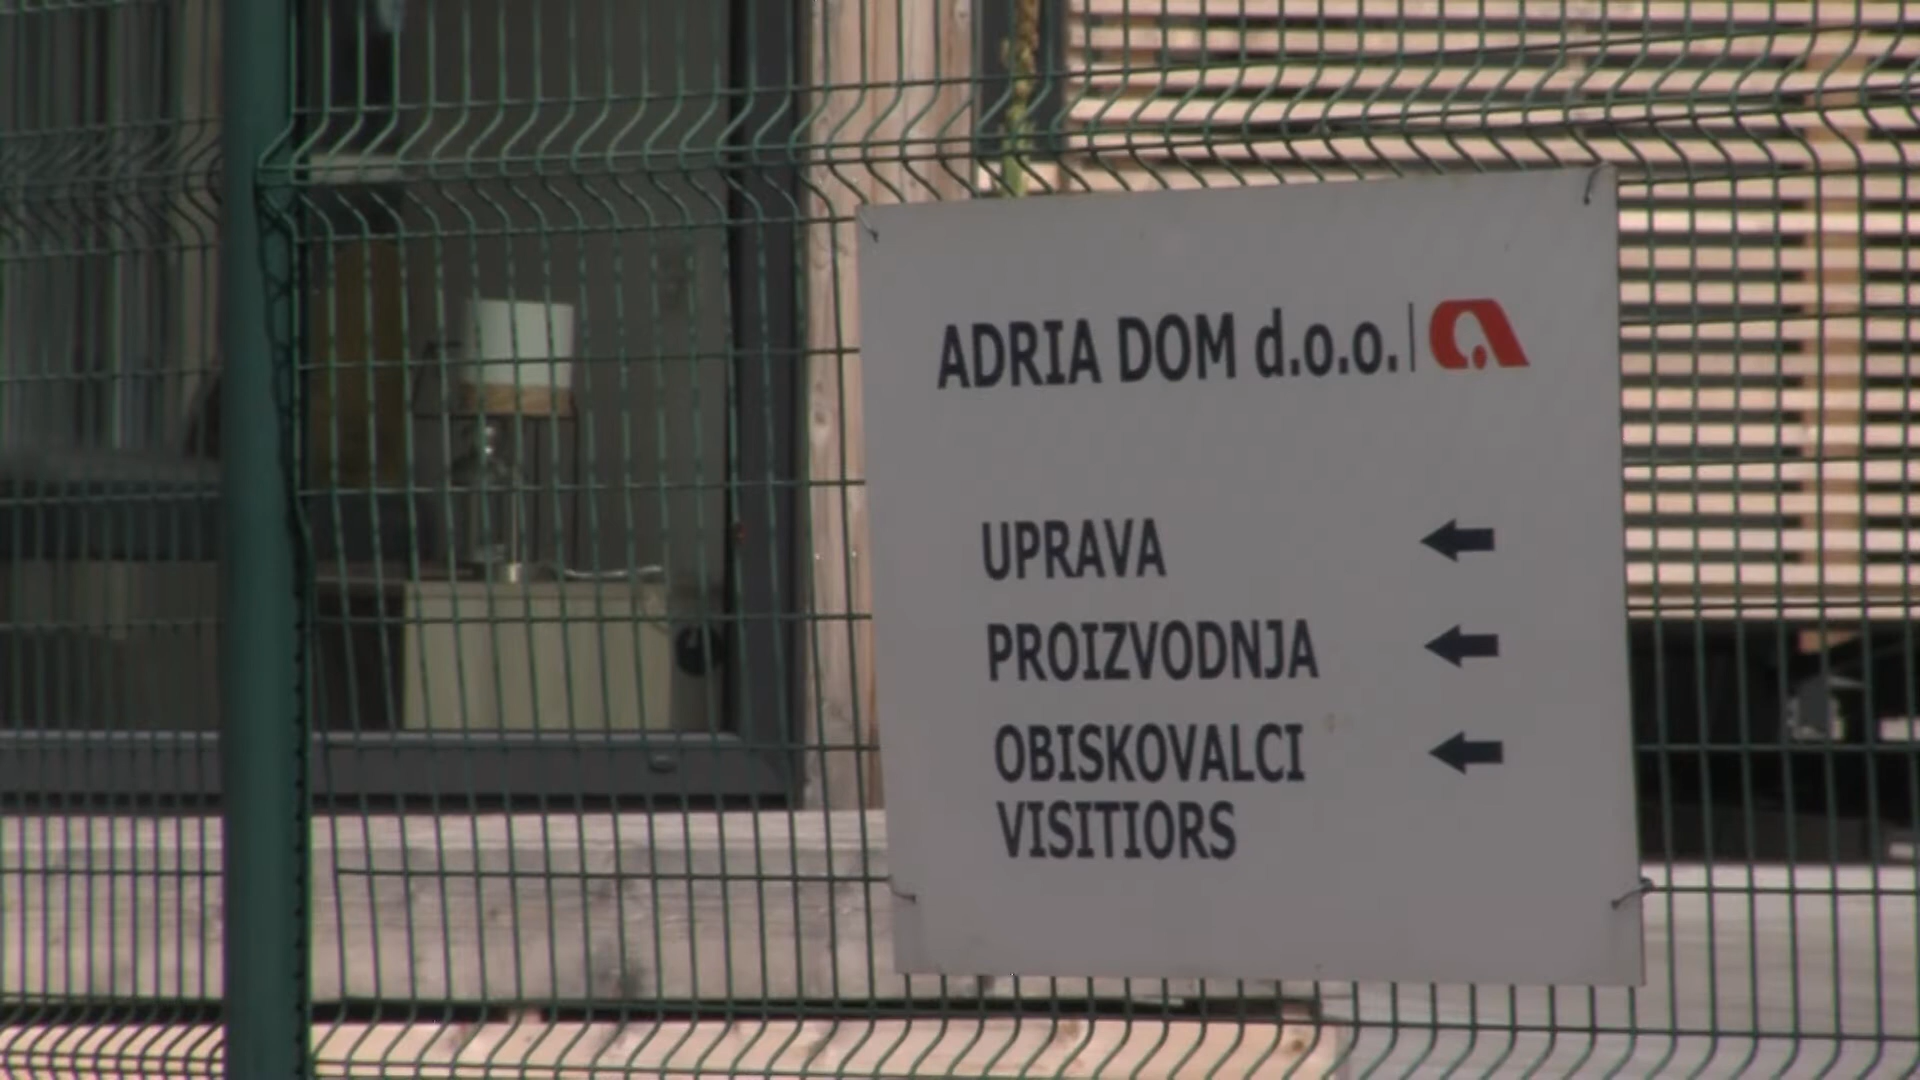 ADRIA DOM d.o.o.
UPRAVA
PROIZVODNJA
OBISKOVALCI
VISITIORS